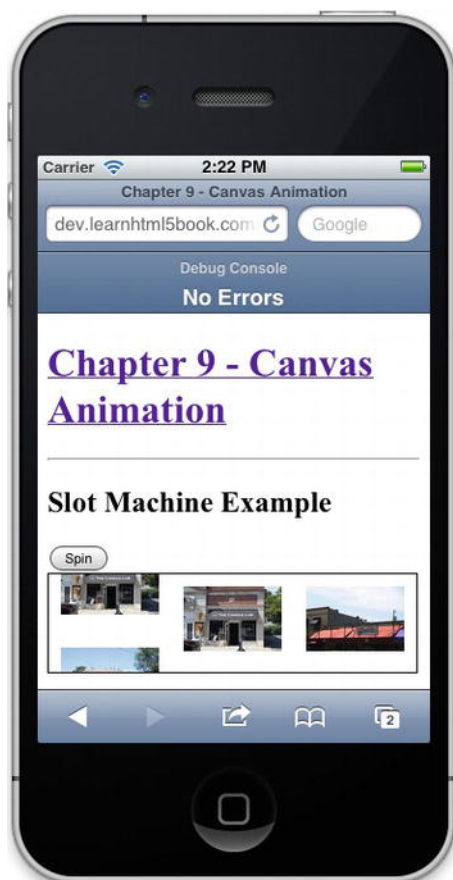 Carrier 2:22 PM
Chapter 9 - Canvas Animation
dev.learnhtml5book.com Google
Debug Console
No Errors
Chapter 9 - Canvas
Animation
Slot Machine Example
Spin
2